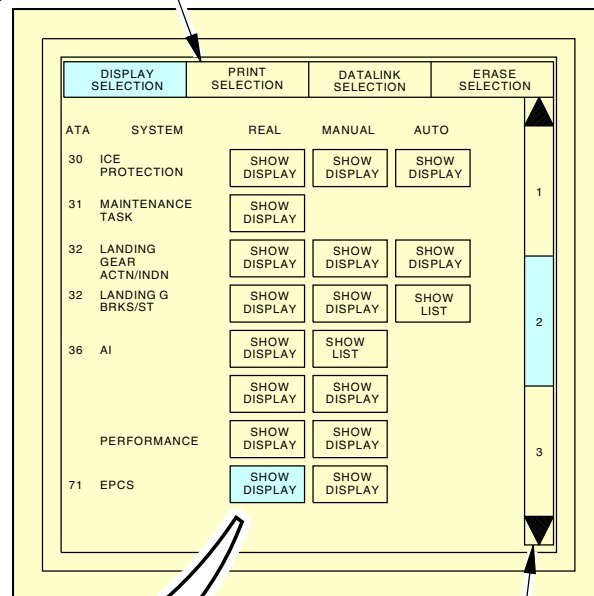 DISPLAY SELECTION
PRINT SELECTION
DATALINK SELECTION
ERASE SELECTION
ATA SYSTEM REAL MANUAL AUTO
30 ICE PROTECTION SHOW DISPLAY SHOW DISPLAY SHOW DISPLAY
1
31 MAINTENANCE TASK SHOW DISPLAY
32 LANDING GEAR ACTN/INDN SHOW DISPLAY SHOW DISPLAY SHOW DISPLAY
32 LANDING G BRKS/ST SHOW DISPLAY SHOW DISPLAY SHOW LIST
2
36 AI SHOW DISPLAY SHOW LIST
SHOW DISPLAY SHOW DISPLAY
PERFORMANCE SHOW DISPLAY SHOW DISPLAY
3
71 EPCS SHOW DISPLAY SHOW DISPLAY